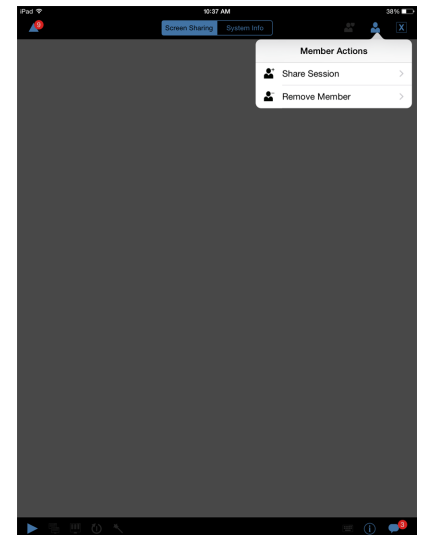 iPad 10:37 AM 38%
9 Screen Sharing System Info X
Member Actions
Share Session
Remove Member
i 3